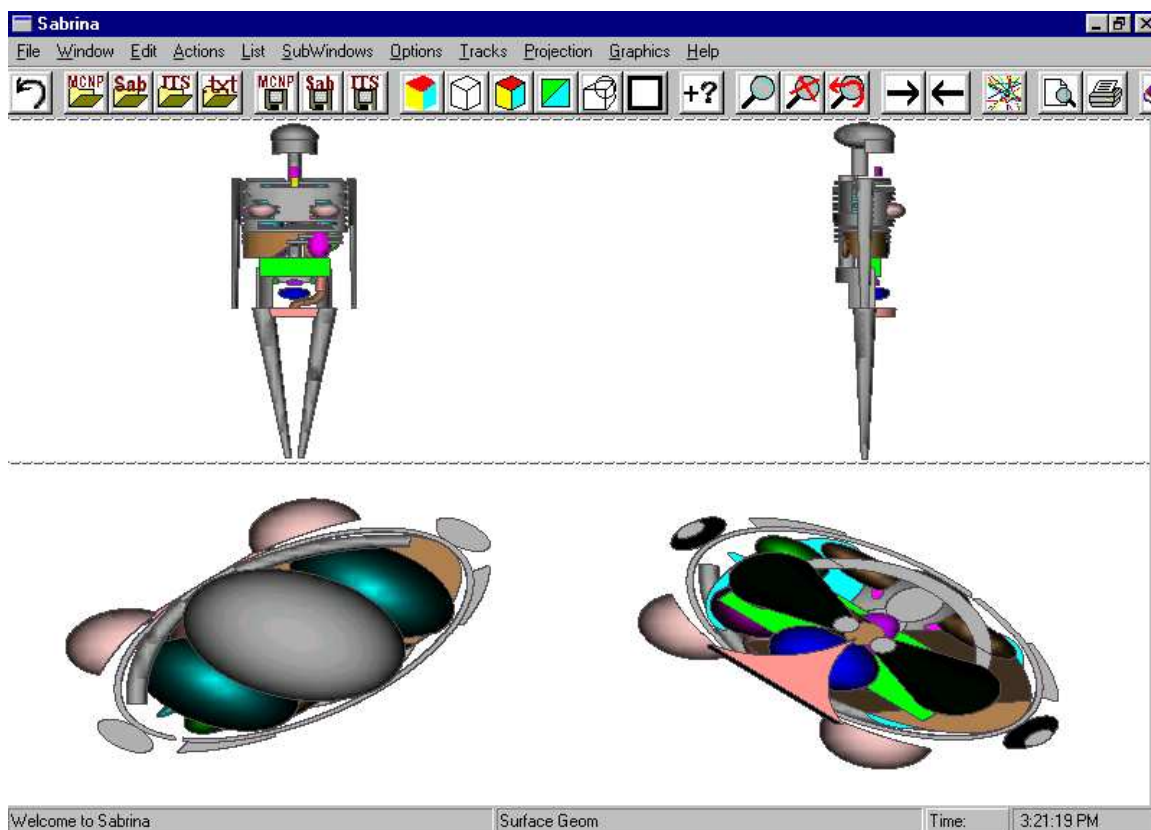 Sabrina
File Window Edit Actions List SubWindows Options Tracks Projection Graphics Help
MCNP Sab ITS .txt MCNP Sab ITS +?
Welcome to Sabrina Surface Geom Time: 3:21:19 PM